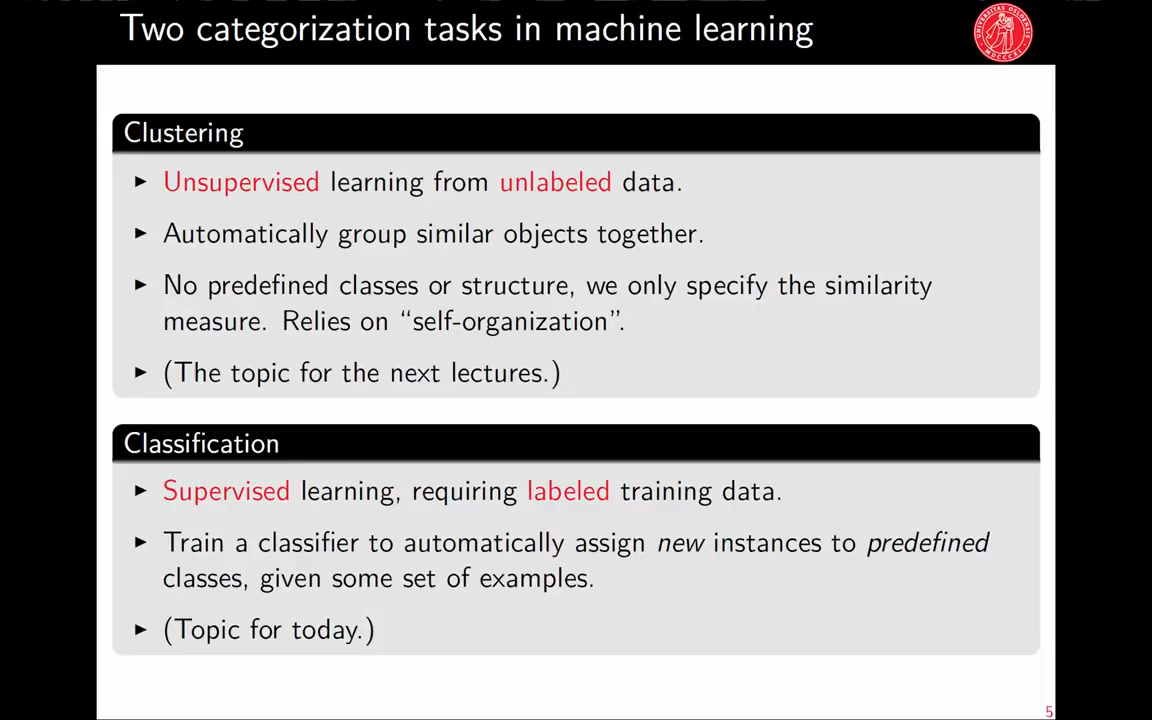 Two categorization tasks in machine learning
UNIVERSITAS OSLOENSIS
MDCCCXI
Clustering
► Unsupervised learning from unlabeled data.
► Automatically group similar objects together.
► No predefined classes or structure, we only specify the similarity
measure. Relies on “self-organization”.
► (The topic for the next lectures.)
Classification
► Supervised learning, requiring labeled training data.
► Train a classifier to automatically assign new instances to predefined
classes, given some set of examples.
► (Topic for today.)
5